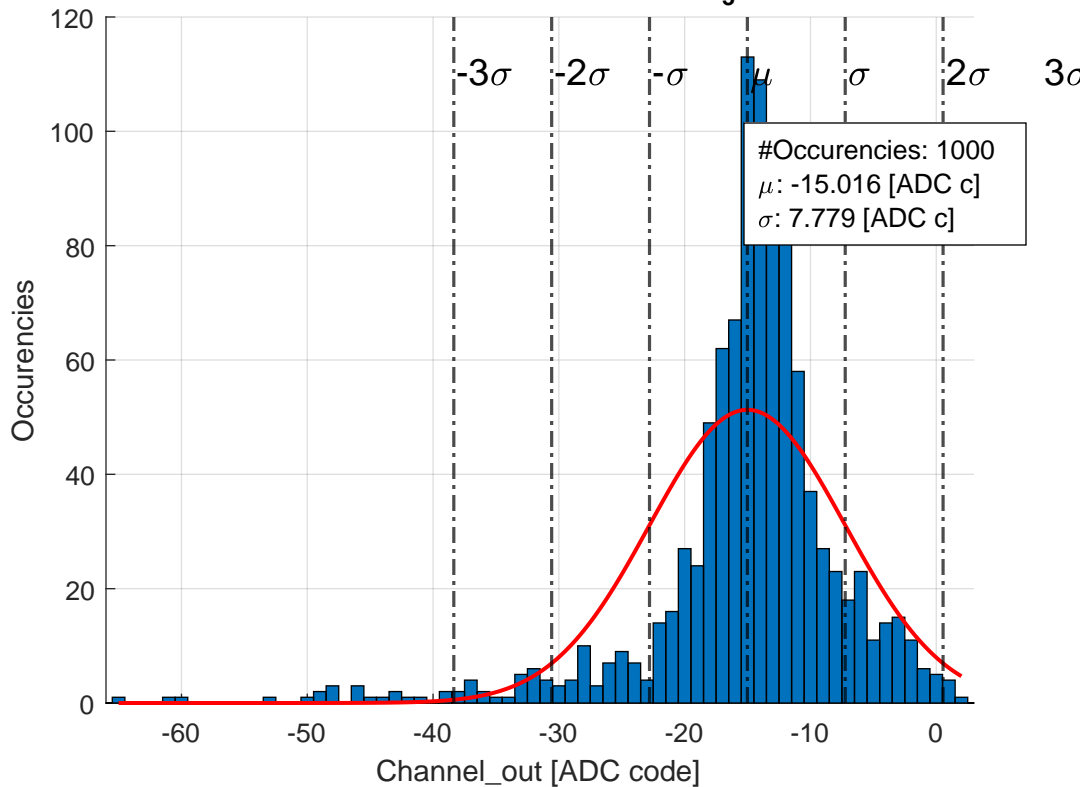 120
-3σ -2σ -σ μ σ 2σ 3σ
100
#Occurencies: 1000
μ: -15.016 [ADC c]
σ: 7.779 [ADC c]
80
Occurencies
60
40
20
0
-60 -50 -40 -30 -20 -10 0
Channel_out [ADC code]